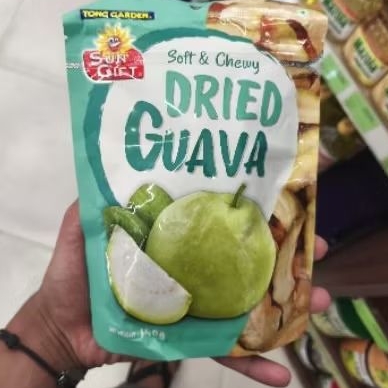 TONG GARDEN
SUN
GIFT
Soft & Chewy
DRIED
GUAVA